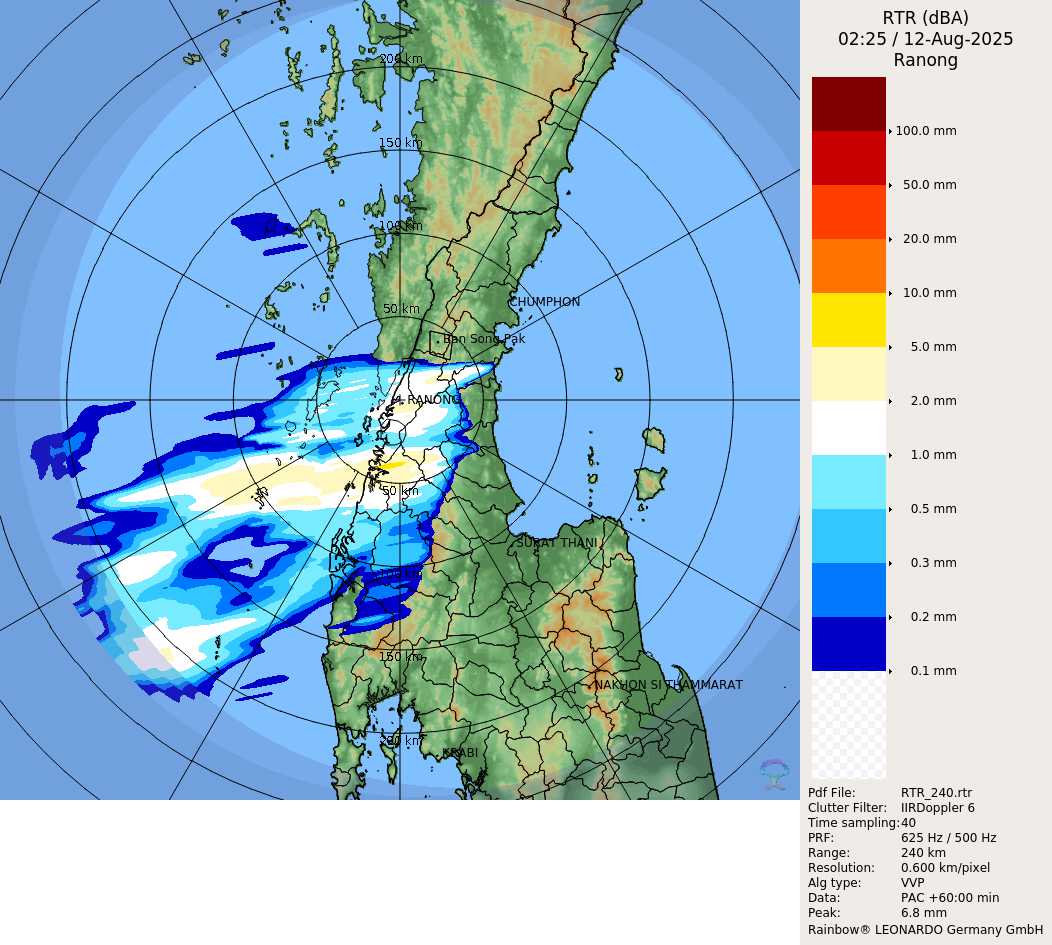 RTR (dBA)
02:25 / 12-Aug-2025
Ranong
200 km
150 km
100 km
50 km
CHUMPHON
Ban Song Pak
RANONG
50 km
SURAT THANI
100 km
150 km
NAKHON SI THAMMARAT
200 km
KRABI
100.0 mm
50.0 mm
20.0 mm
10.0 mm
5.0 mm
2.0 mm
1.0 mm
0.5 mm
0.3 mm
0.2 mm
0.1 mm
Pdf File: RTR_240.rtr
Clutter Filter: IIRDoppler 6
Time sampling: 40
PRF: 625 Hz / 500 Hz
Range: 240 km
Resolution: 0.600 km/pixel
Alg type: VVP
Data: PAC +60:00 min
Peak: 6.8 mm
Rainbow® LEONARDO Germany GmbH